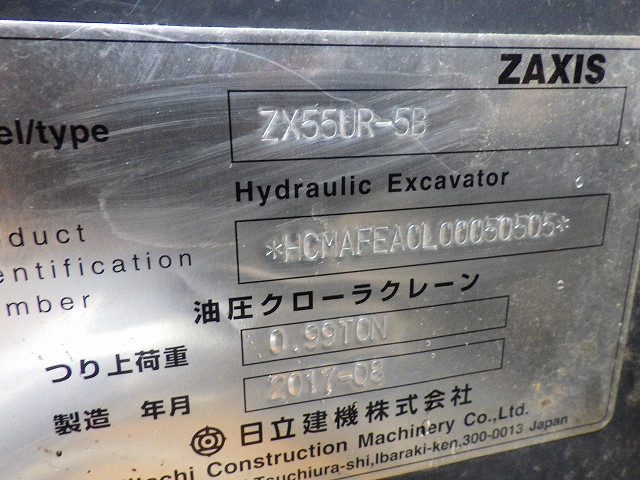 ZAXIS
el/type
ZX55UR-5B
Hydraulic Excavator
oduct
entification
mber
*HCMAFEA0L00050505*
油圧クローラクレーン
つり上荷重
0.99TON
製造 年月
2017-08
日立建機株式会社
itachi Construction Machinery Co.,Ltd.
Tsuchiura-shi,Ibaraki-ken,300-0013 Japan